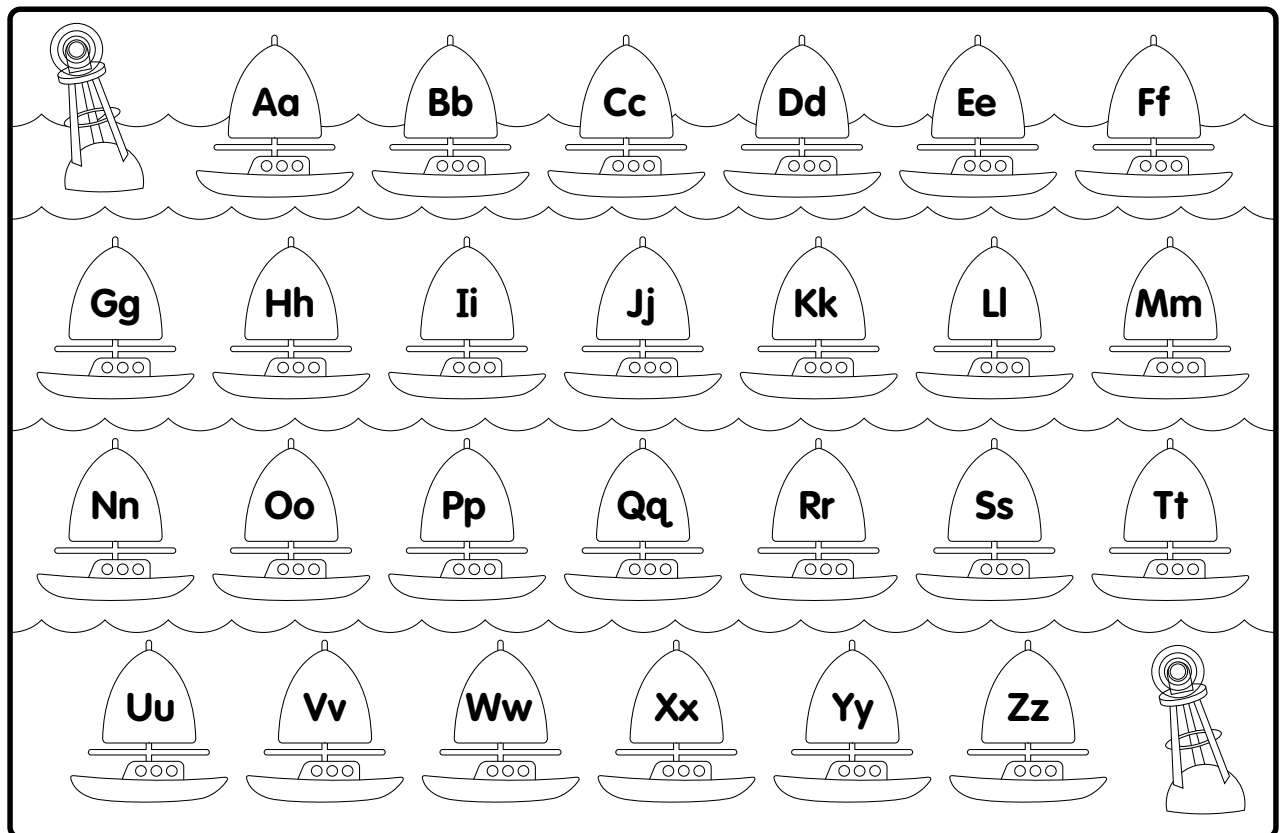 Aa Bb Cc Dd Ee Ff
Gg Hh Ii Jj Kk Ll Mm
Nn Oo Pp Qq Rr Ss Tt
Uu Vv Ww Xx Yy Zz